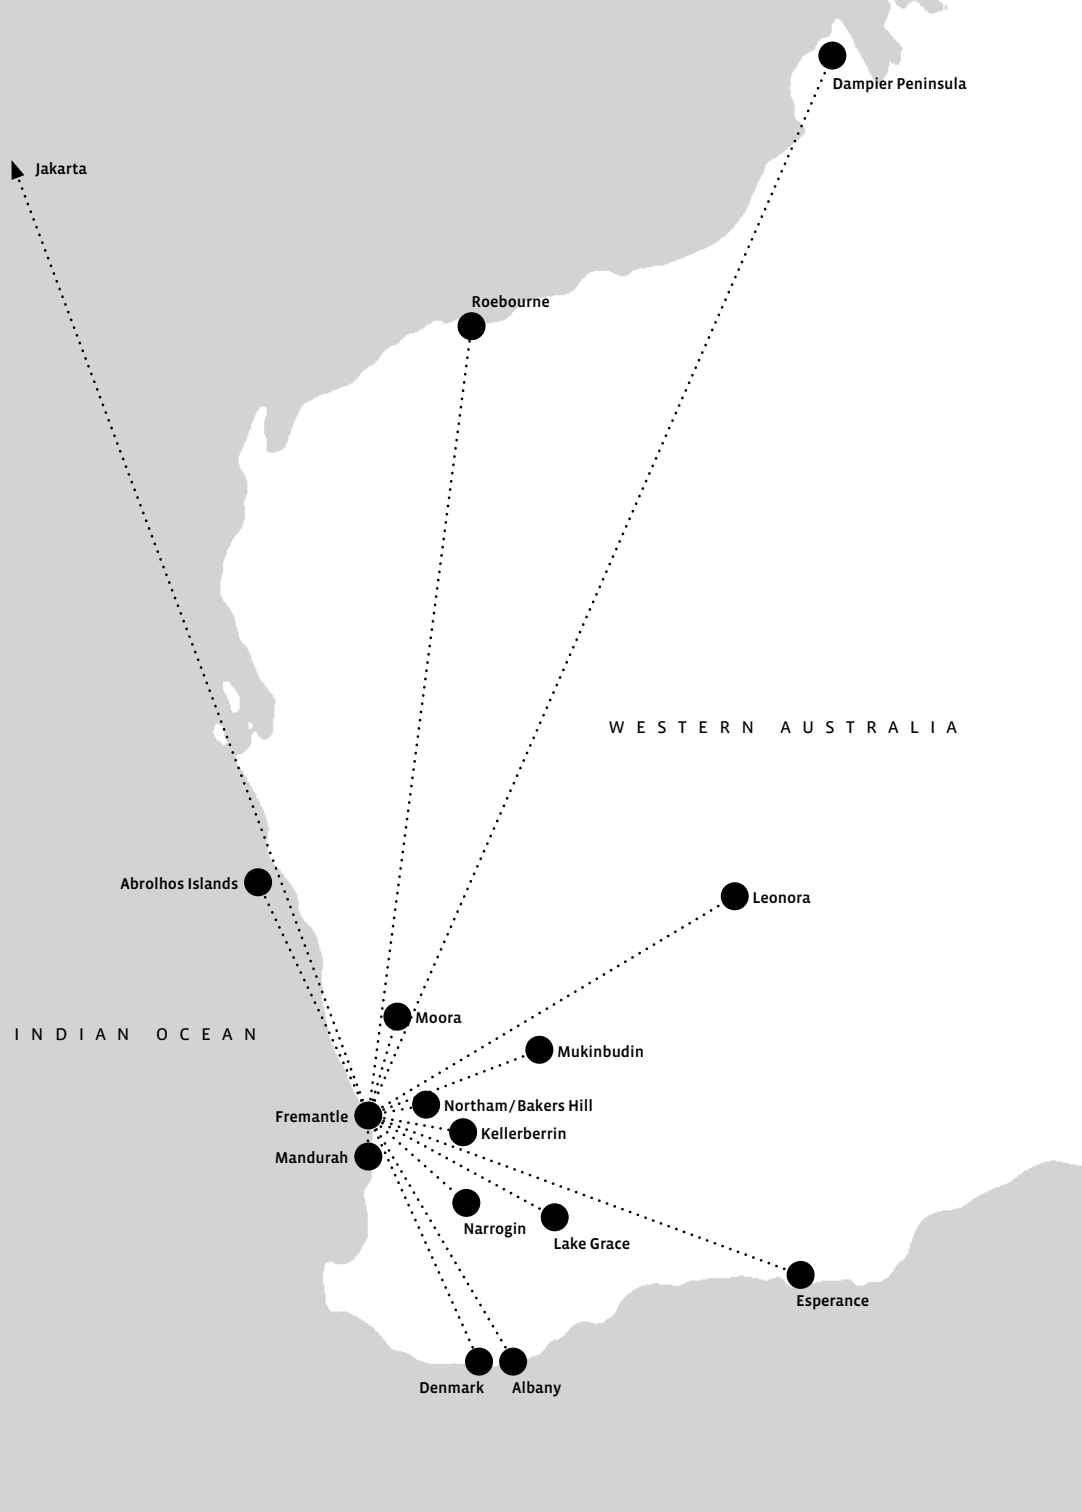 Dampier Peninsula
Jakarta
Roebourne
WESTERN AUSTRALIA
Abrolhos Islands
Leonora
Moora
INDIAN OCEAN
Mukinbudin
Northam/Bakers Hill
Fremantle
Kellerberrin
Mandurah
Narrogin
Lake Grace
Esperance
Denmark
Albany